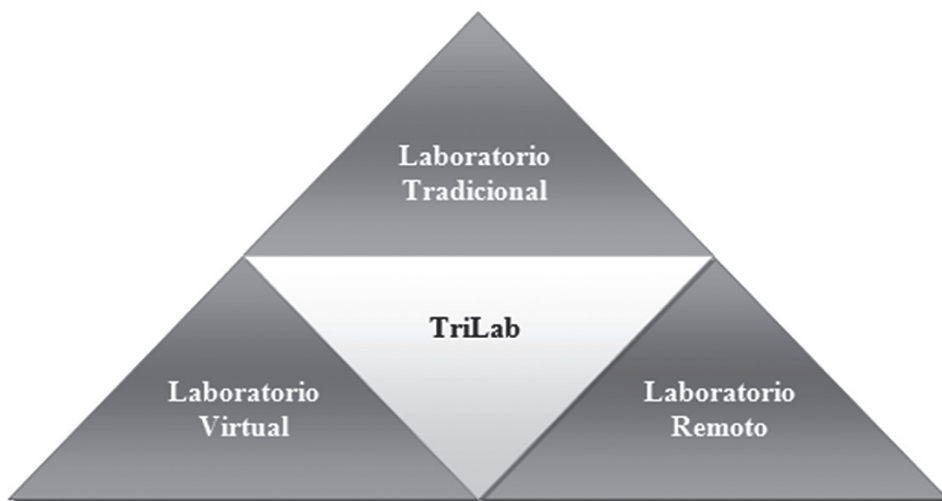 Laboratorio
Tradicional
TriLab
Laboratorio
Virtual
Laboratorio
Remoto